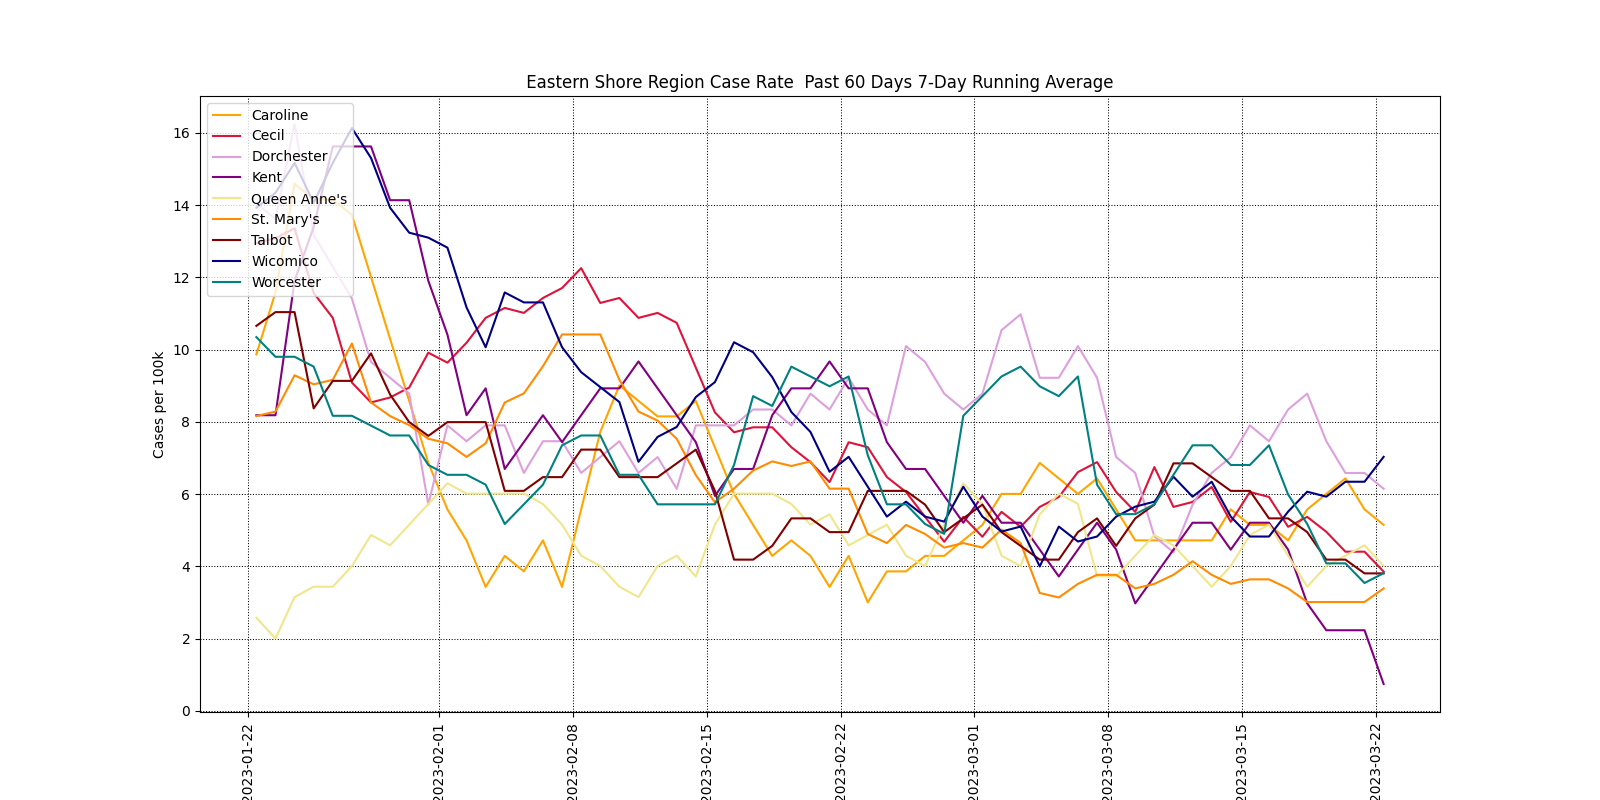 Eastern Shore Region Case Rate  Past 60 Days 7-Day Running Average
Caroline
Cecil
Dorchester
Kent
Queen Anne's
St. Mary's
Talbot
Wicomico
Worcester
Cases per 100k
16
14
12
10
8
6
4
2
0
2023-01-22
2023-02-01
2023-02-08
2023-02-15
2023-02-22
2023-03-01
2023-03-08
2023-03-15
2023-03-22